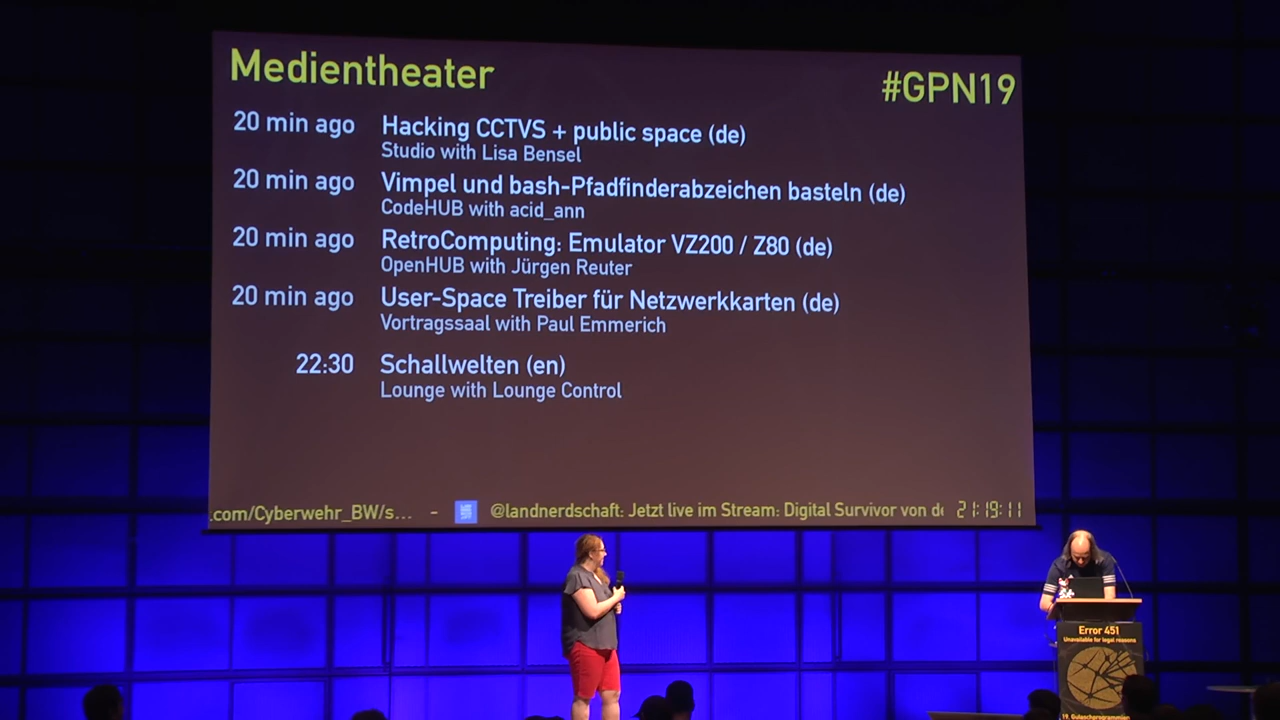 Medientheater
#GPN19
20 min ago Hacking CCTVS + public space (de)
Studio with Lisa Bensel
20 min ago Vimpel und bash-Pfadfinderabzeichen basteln (de)
CodeHUB with acid_ann
20 min ago RetroComputing: Emulator VZ200 / Z80 (de)
OpenHUB with Jürgen Reuter
20 min ago User-Space Treiber für Netzwerkkarten (de)
Vortragssaal with Paul Emmerich
22:30 Schallwelten (en)
Lounge with Lounge Control
.com/Cyberwehr_BW/s... - @landnerdschaft: Jetzt live im Stream: Digital Survivor von de 21:19:11
Error 451
Unavailable for legal reasons
19. Gulaschprogrammier